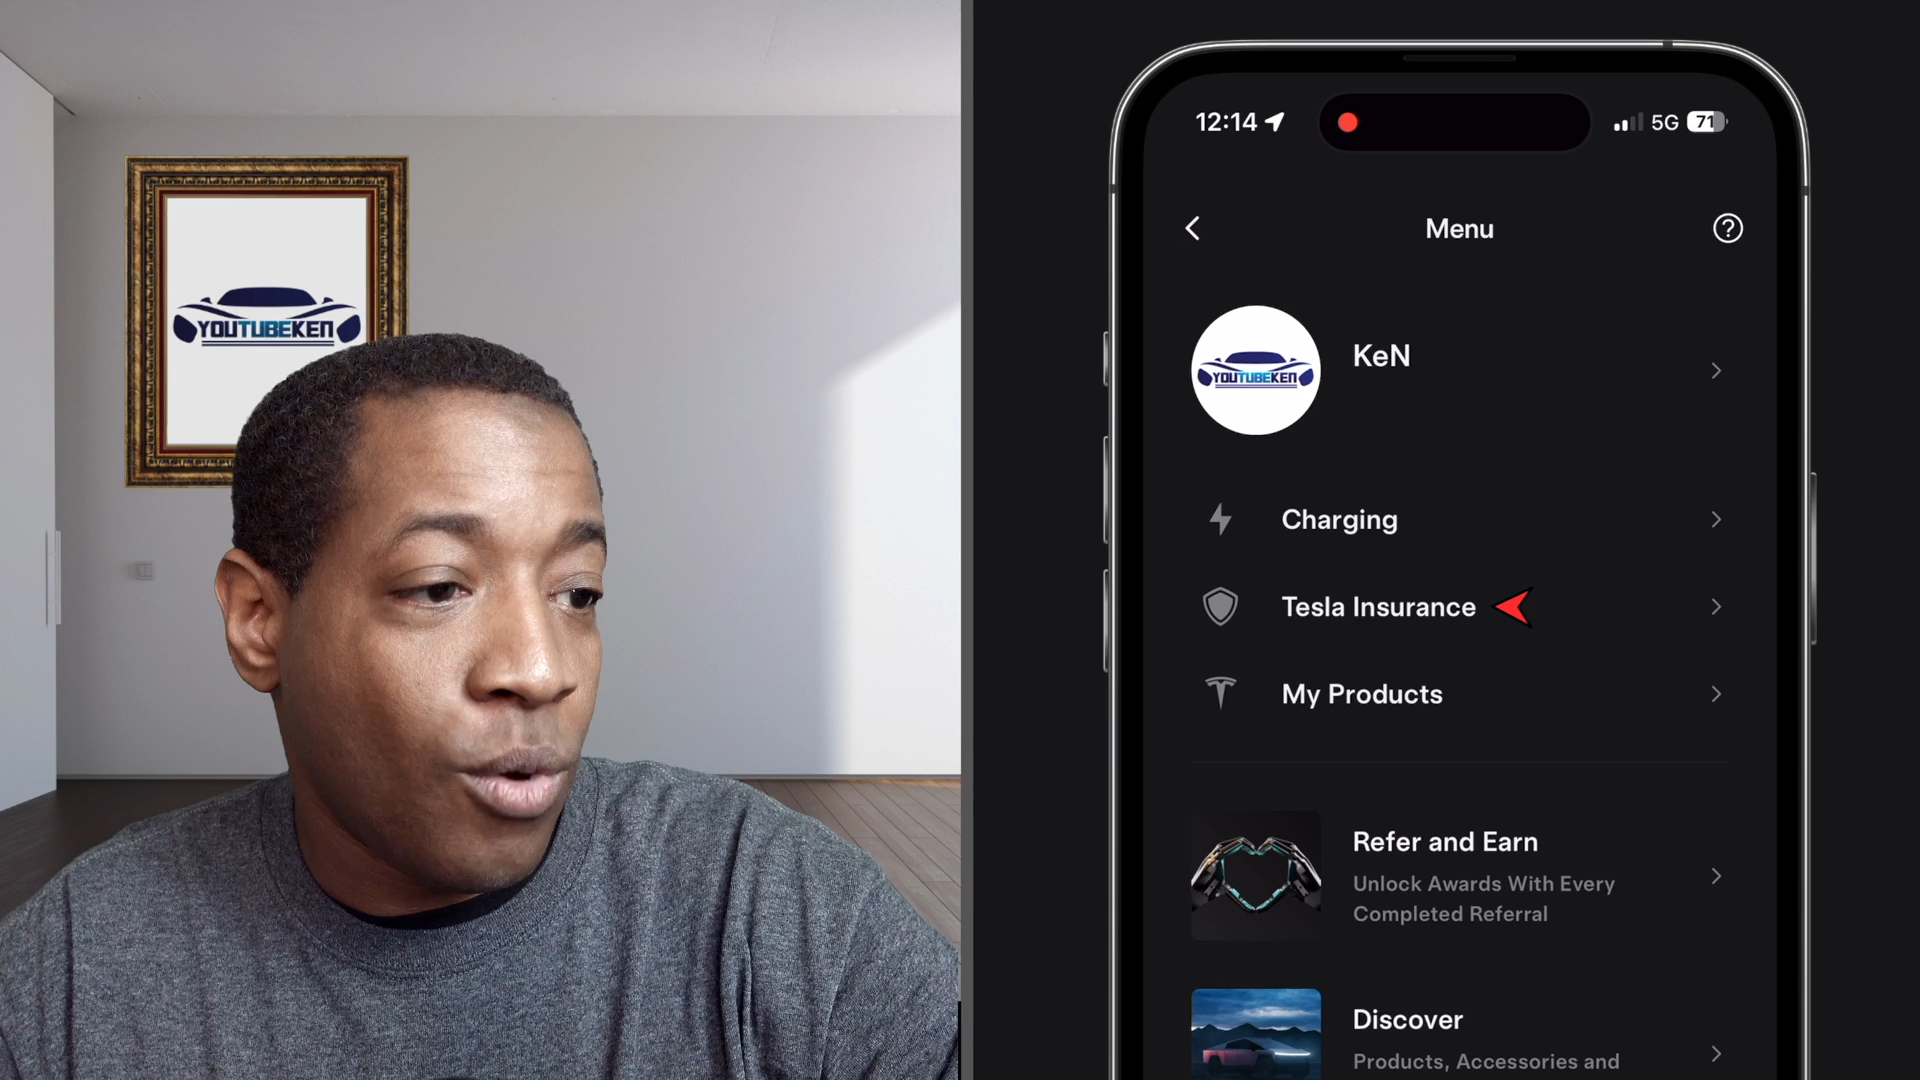 YOUTUBEKEN
12:14
5G
71
Menu
KeN
YOUTUBEKEN
Charging
Tesla Insurance
My Products
Refer and Earn
Unlock Awards With Every
Completed Referral
Discover
Products, Accessories and